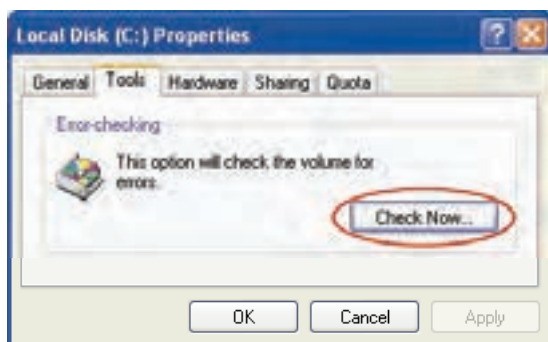 Local Disk (C:) Properties
General Tools Hardware Sharing Quota
Error-checking
This option will check the volume for
errors.
Check Now...
OK Cancel Apply